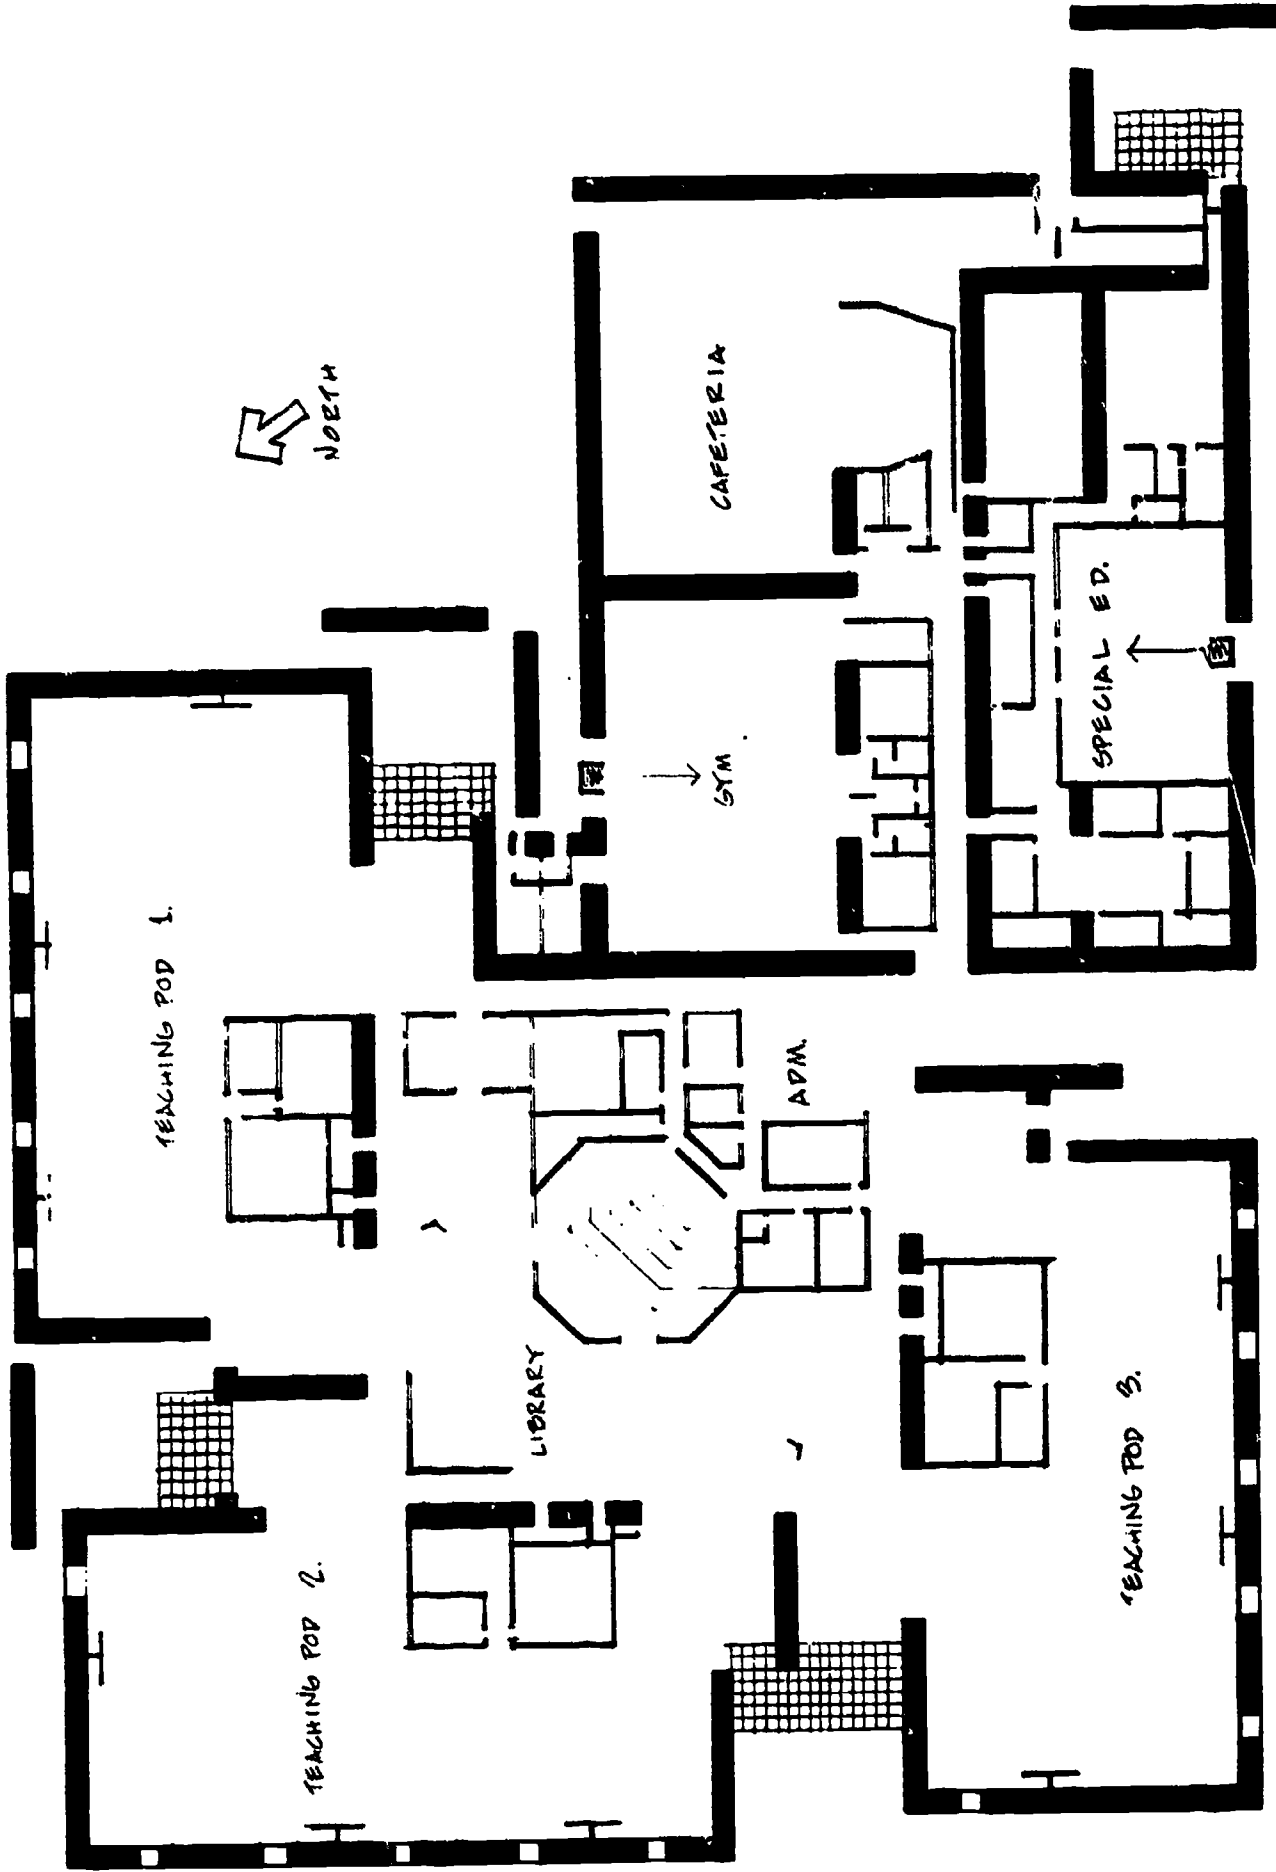 NORTH
CAFETERIA
GYM
SPECIAL ED.
TEACHING POD 1.
ADM.
LIBRARY
TEACHING POD 2.
TEACHING POD 3.